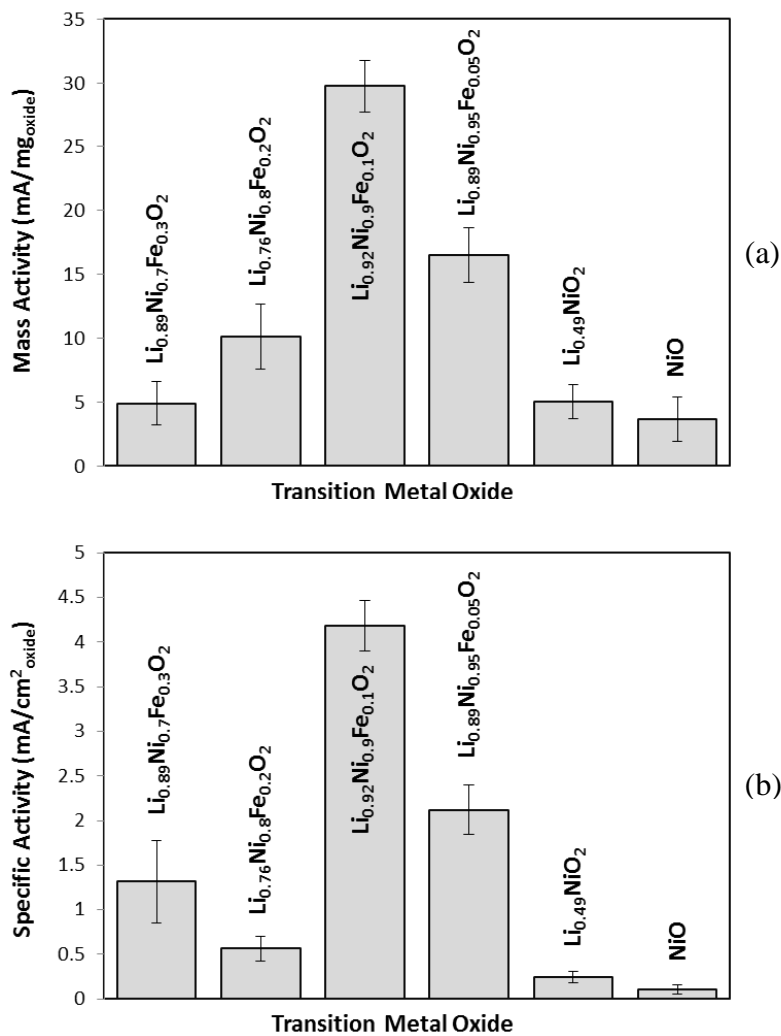 Mass Activity (mA/mg_oxide)
35
30
25
20
15
10
5
0
Li0.89Ni0.7Fe0.3O2
Li0.76Ni0.8Fe0.2O2
Li0.92Ni0.9Fe0.1O2
Li0.89Ni0.95Fe0.05O2
Li0.49NiO2
NiO
Transition Metal Oxide
(a)
Specific Activity (mA/cm²_oxide)
5
4.5
4
3.5
3
2.5
2
1.5
1
0.5
0
Li0.89Ni0.7Fe0.3O2
Li0.76Ni0.8Fe0.2O2
Li0.92Ni0.9Fe0.1O2
Li0.89Ni0.95Fe0.05O2
Li0.49NiO2
NiO
Transition Metal Oxide
(b)